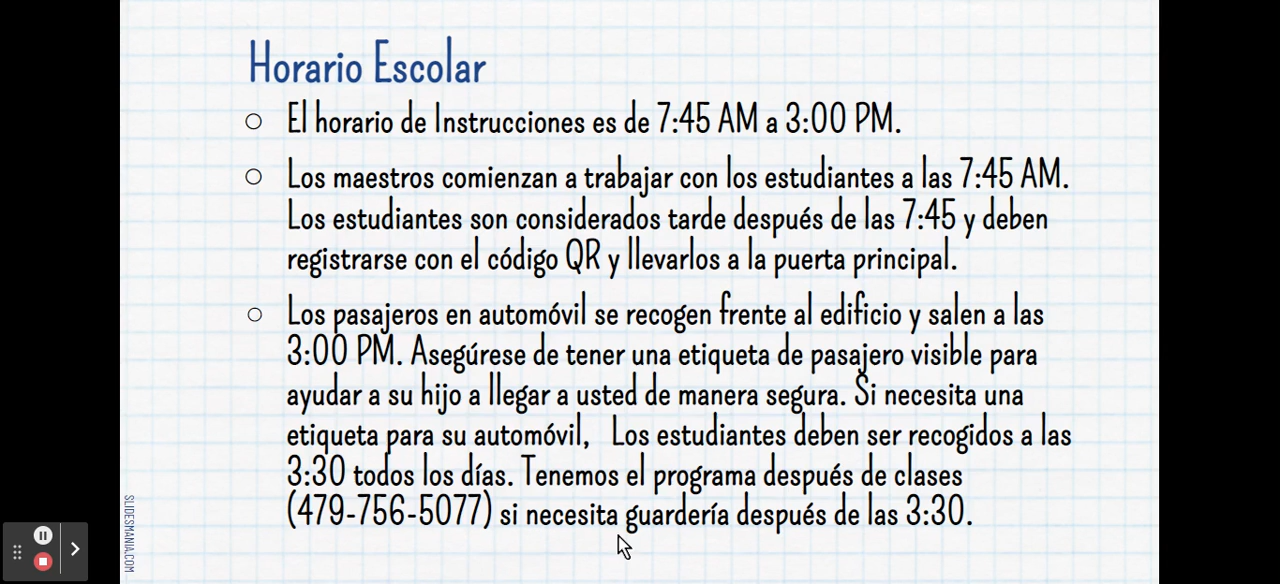 Horario Escolar
○ El horario de Instrucciones es de 7:45 AM a 3:00 PM.
○ Los maestros comienzan a trabajar con los estudiantes a las 7:45 AM.
Los estudiantes son considerados tarde después de las 7:45 y deben
registrarse con el código QR y llevarlos a la puerta principal.
○ Los pasajeros en automóvil se recogen frente al edificio y salen a las
3:00 PM. Asegúrese de tener una etiqueta de pasajero visible para
ayudar a su hijo a llegar a usted de manera segura. Si necesita una
etiqueta para su automóvil, Los estudiantes deben ser recogidos a las
3:30 todos los días. Tenemos el programa después de clases
(479-756-5077) si necesita guardería después de las 3:30.
SLIDESMANIA.COM